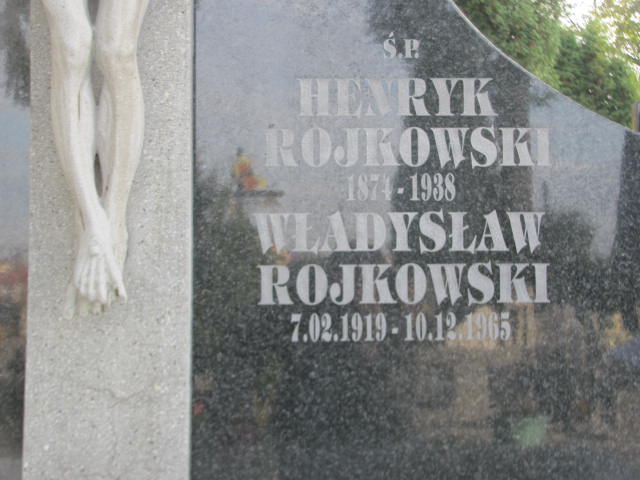 Ś.P.
HENRYK
ROJKOWSKI
1874-1938
WŁADYSŁAW
ROJKOWSKI
7.02.1919 - 10.12.1965